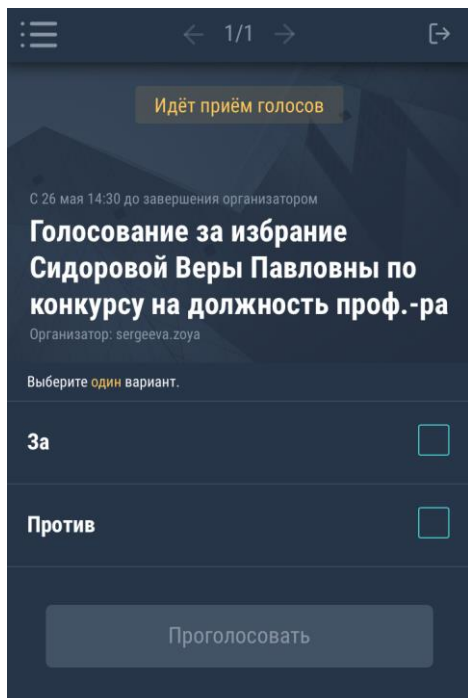 1/1
Идёт приём голосов
С 26 мая 14:30 до завершения организатором
Голосование за избрание
Сидоровой Веры Павловны по
конкурсу на должность проф.-ра
Организатор: sergeeva.zoya
Выберите один вариант.
За
Против
Проголосовать